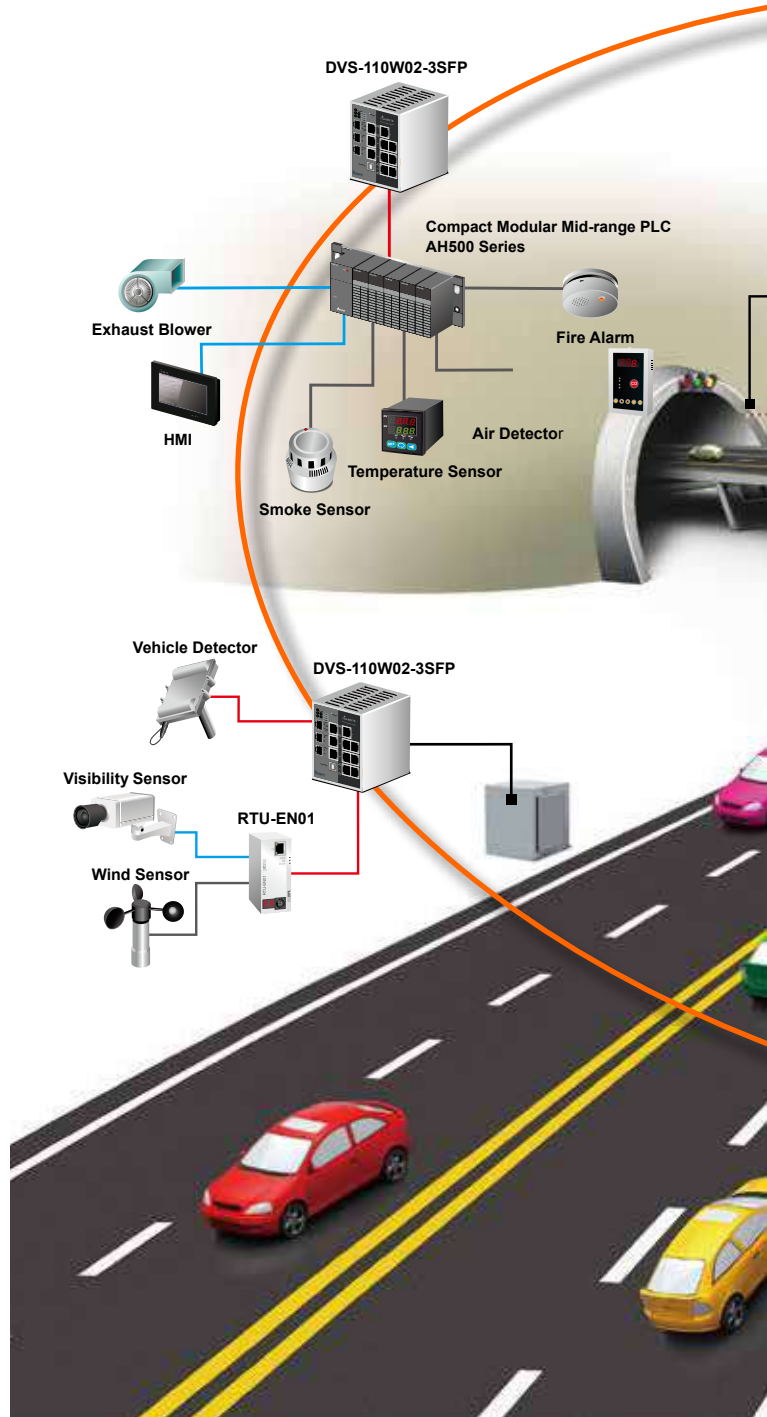 DVS-110W02-3SFP
Compact Modular Mid-range PLC
AH500 Series
Exhaust Blower
Fire Alarm
HMI
Air Detector
Temperature Sensor
Smoke Sensor
Vehicle Detector
DVS-110W02-3SFP
Visibility Sensor
RTU-EN01
Wind Sensor